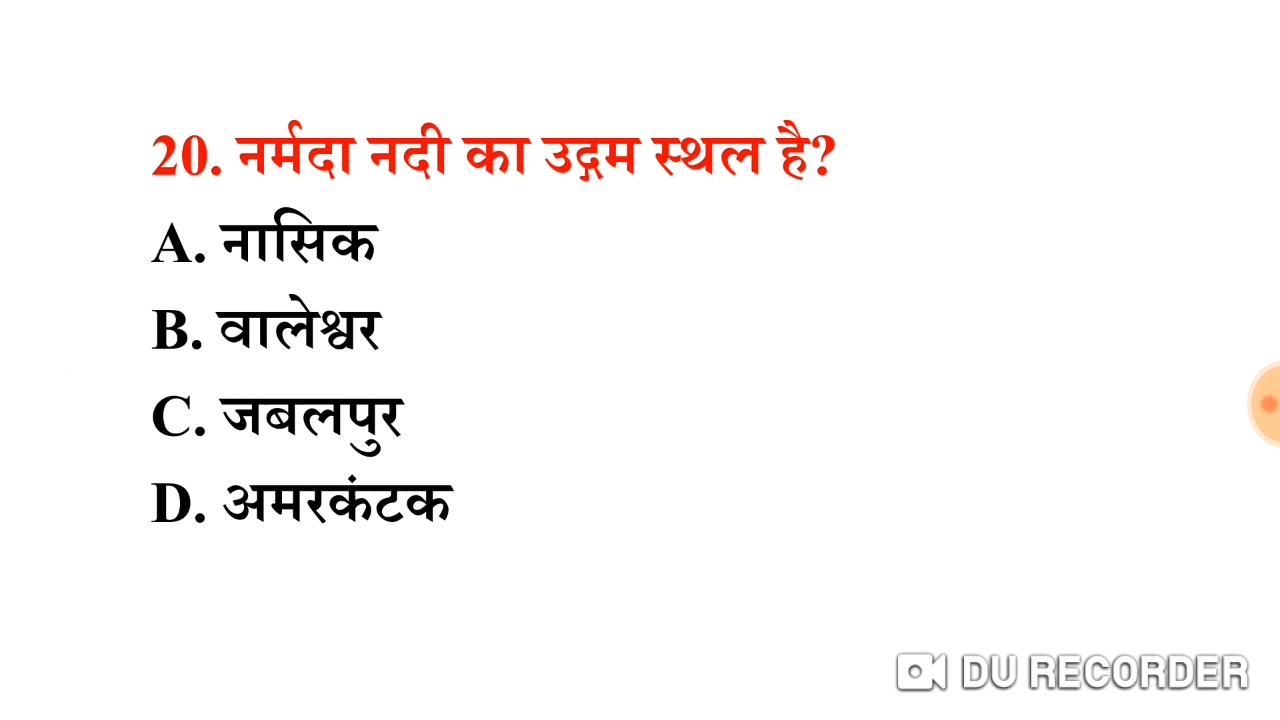 20. नर्मदा नदी का उद्गम स्थल है?
A. नासिक
B. वालेश्वर
C. जबलपुर
D. अमरकंटक
DU RECORDER